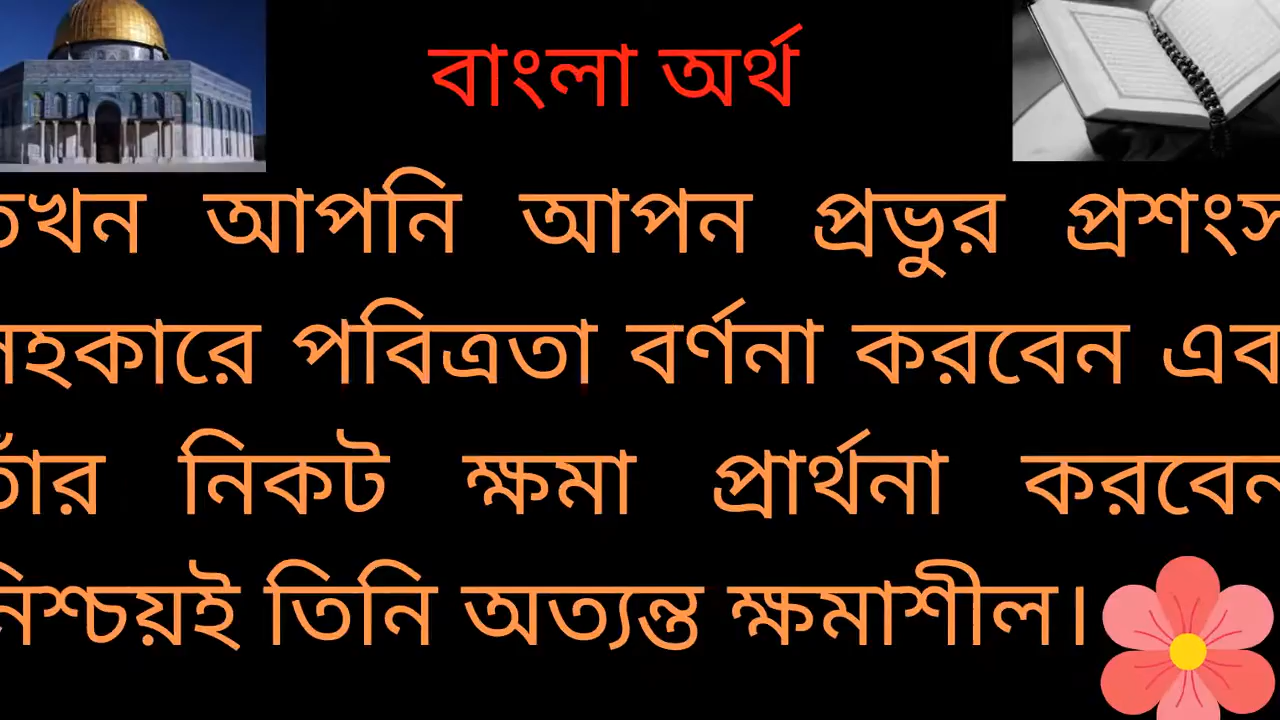 বাংলা অর্থ
তখন আপনি আপন প্রভুর প্রশংসা
সহকারে পবিত্রতা বর্ণনা করবেন এবং
তাঁর নিকট ক্ষমা প্রার্থনা করবেন
নিশ্চয়ই তিনি অত্যন্ত ক্ষমাশীল।